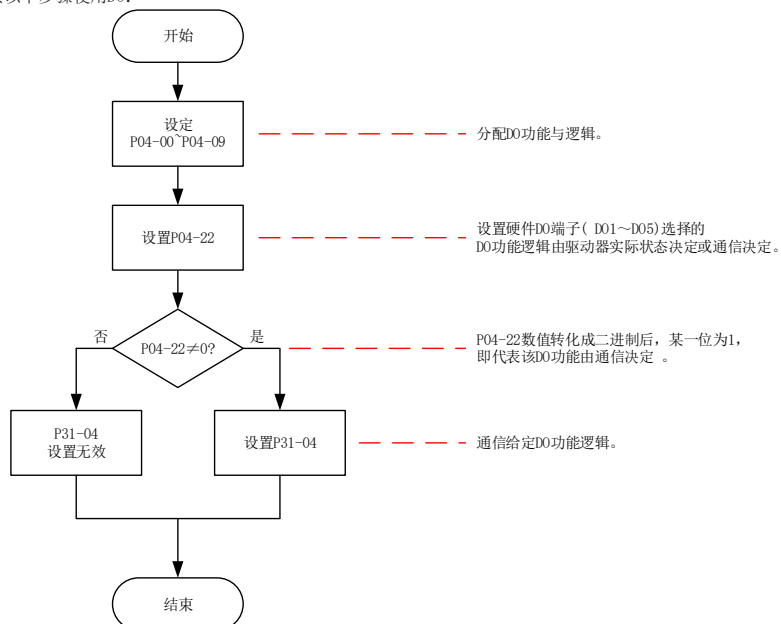 开始
设定
P04-00~P04-09
分配DO功能与逻辑。
设置P04-22
设置硬件DO端子( DO1～DO5)选择的
DO功能逻辑由驱动器实际状态决定或通信决定。
否
P04-22≠0?
是
P04-22数值转化成二进制后，某一位为1，
即代表该DO功能由通信决定 。
P31-04
设置无效
设置P31-04
通信给定DO功能逻辑。
结束